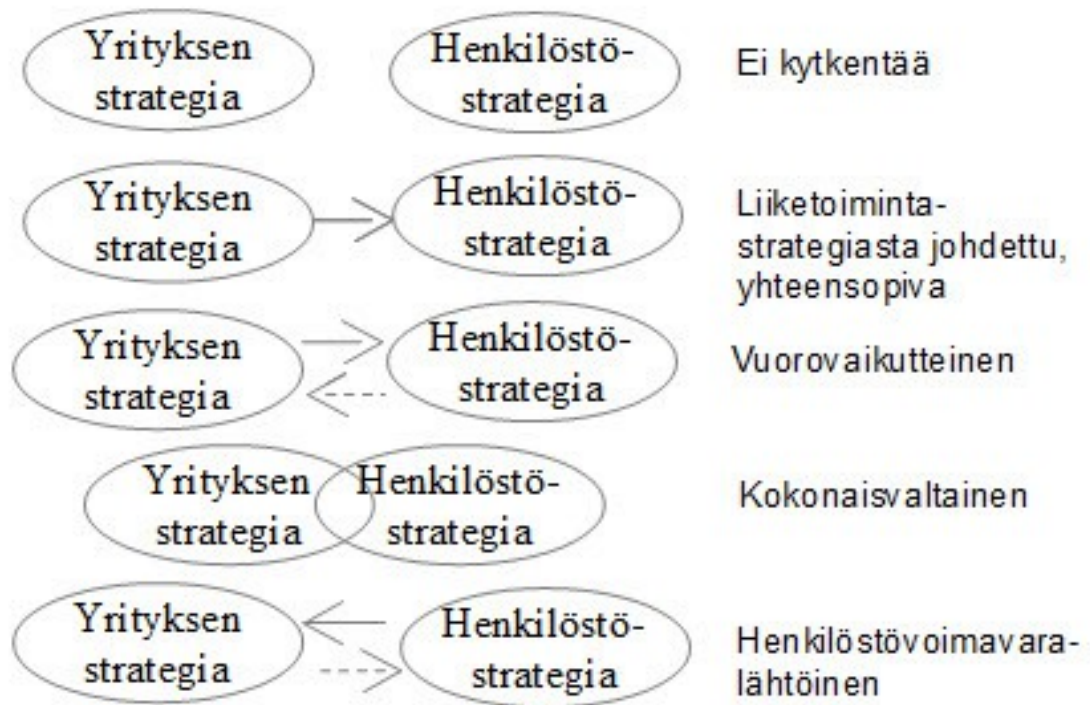 Yrityksen
strategia
Henkilöstö-
strategia
Ei kytkentää
Yrityksen
strategia
Henkilöstö-
strategia
Liiketoiminta-
strategiasta johdettu,
yhteensopiva
Yrityksen
strategia
Henkilöstö-
strategia
Vuorovaikutteinen
Yrityksen
strategia
Henkilöstö-
strategia
Kokonaisvaltainen
Yrityksen
strategia
Henkilöstö-
strategia
Henkilöstövoimavara-
lähtöinen